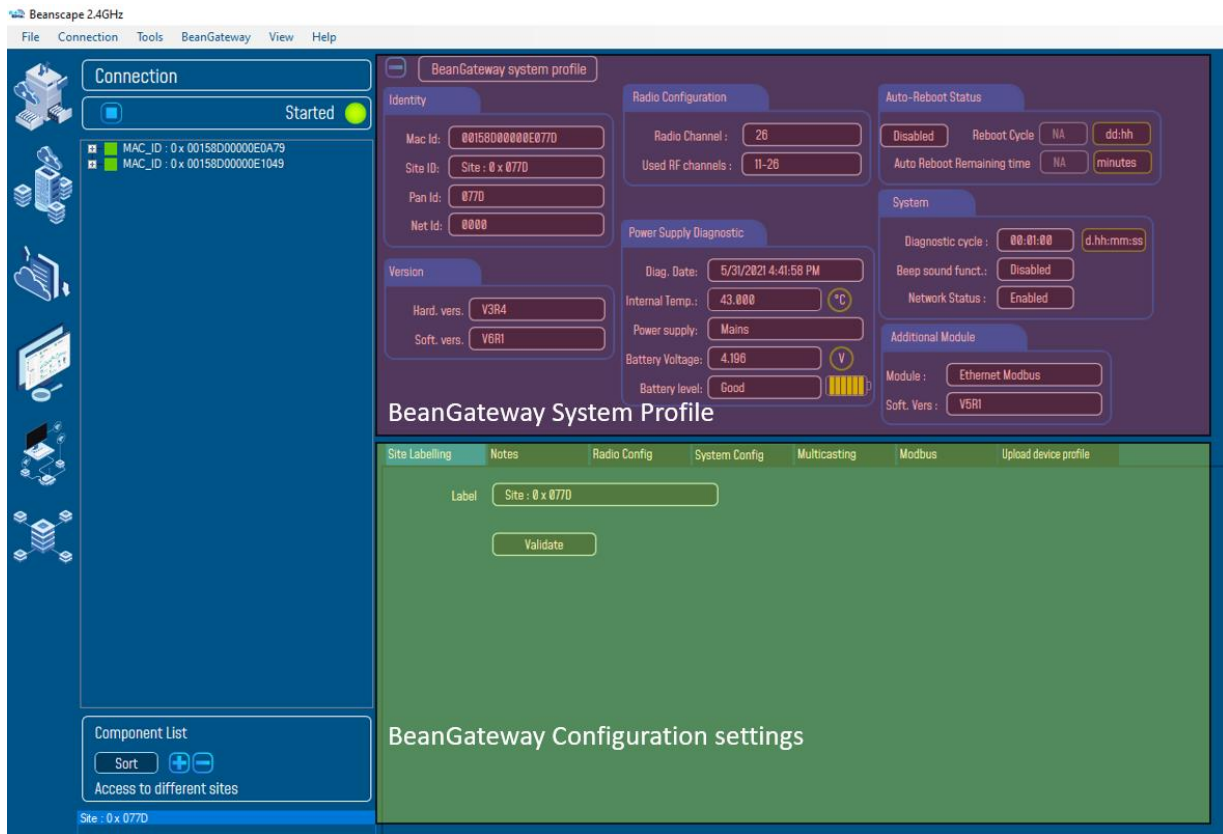 Beanscape 2.4GHz
File Connection Tools BeanGateway View Help
Connection
Started
MAC_ID : 0 x 00158D00000E0A79
MAC_ID : 0 x 00158D00000E1049
Component List
Sort
Access to different sites
Site : 0 x 077D
BeanGateway system profile
Identity
Mac Id: 00158D00000E077D
Site ID: Site : 0 x 077D
Pan Id: 077D
Net Id: 0000
Version
Hard. vers. V3R4
Soft. vers. V6R1
Radio Configuration
Radio Channel : 26
Used RF channels : 11-26
Power Supply Diagnostic
Diag. Date: 5/31/2021 4:41:58 PM
Internal Temp.: 43.000 °C
Power supply: Mains
Battery Voltage: 4.196 V
Battery level: Good
Auto-Reboot Status
Disabled Reboot Cycle NA dd:hh
Auto Reboot Remaining time NA minutes
System
Diagnostic cycle : 00:01:00 d.hh:mm:ss
Beep sound funct.: Disabled
Network Status : Enabled
Additional Module
Module : Ethernet Modbus
Soft. Vers : V5R1
BeanGateway System Profile
Site Labelling Notes Radio Config System Config Multicasting Modbus Upload device profile
Label Site : 0 x 077D
Validate
BeanGateway Configuration settings